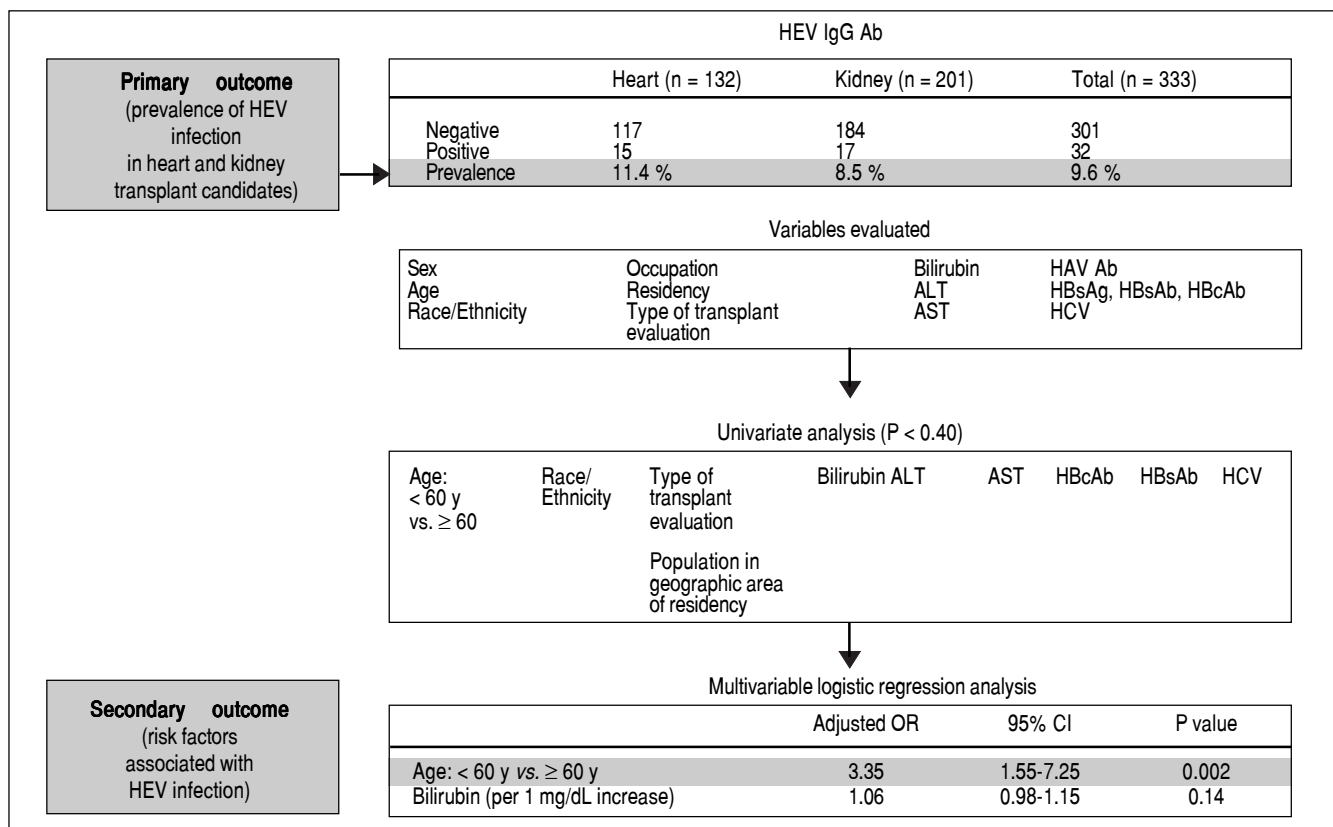 HEV IgG Ab
Primary outcome
(prevalence of HEV
infection
in heart and kidney
transplant candidates)
Heart (n = 132) Kidney (n = 201) Total (n = 333)
Negative 117 184 301
Positive 15 17 32
Prevalence 11.4 % 8.5 % 9.6 %
Variables evaluated
Sex Occupation Bilirubin HAV Ab
Age Residency ALT HBsAg, HBsAb, HBcAb
Race/Ethnicity Type of transplant AST HCV
evaluation
Univariate analysis (P < 0.40)
Age: Race/ Type of Bilirubin ALT AST HBcAb HBsAb HCV
< 60 y Ethnicity transplant
vs. ≥ 60 evaluation
Population in
geographic area
of residency
Multivariable logistic regression analysis
Secondary outcome
(risk factors
associated with
HEV infection)
Adjusted OR 95% CI P value
Age: < 60 y vs. ≥ 60 y 3.35 1.55-7.25 0.002
Bilirubin (per 1 mg/dL increase) 1.06 0.98-1.15 0.14